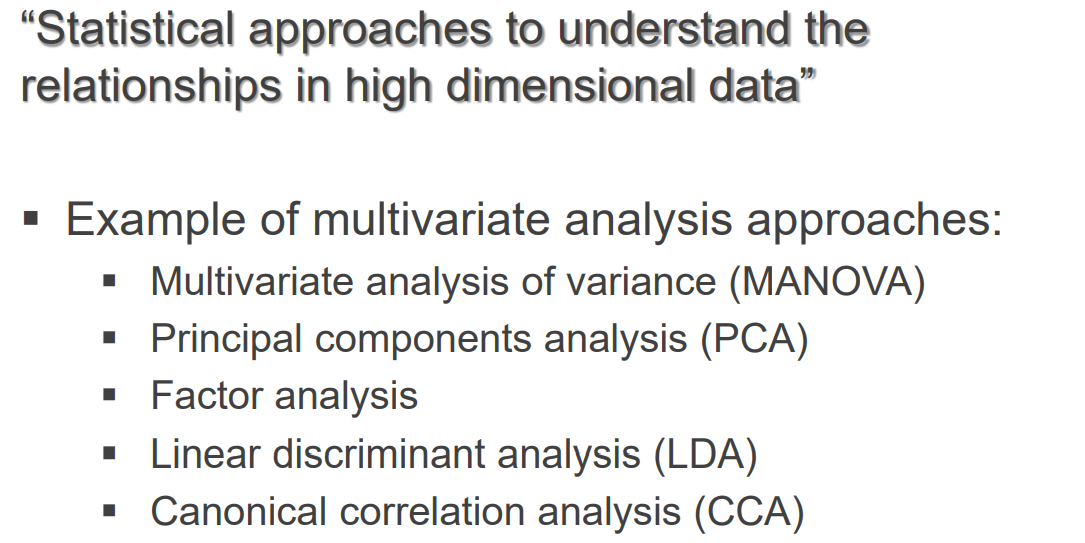 “Statistical approaches to understand the
relationships in high dimensional data”
▪ Example of multivariate analysis approaches:
▪ Multivariate analysis of variance (MANOVA)
▪ Principal components analysis (PCA)
▪ Factor analysis
▪ Linear discriminant analysis (LDA)
▪ Canonical correlation analysis (CCA)